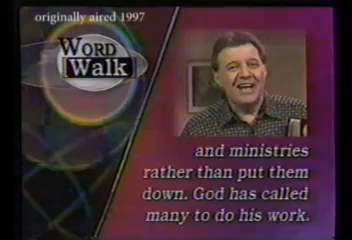 originally aired 1997
WORD
Walk
and ministries
rather than put them
down. God has called
many to do his work.